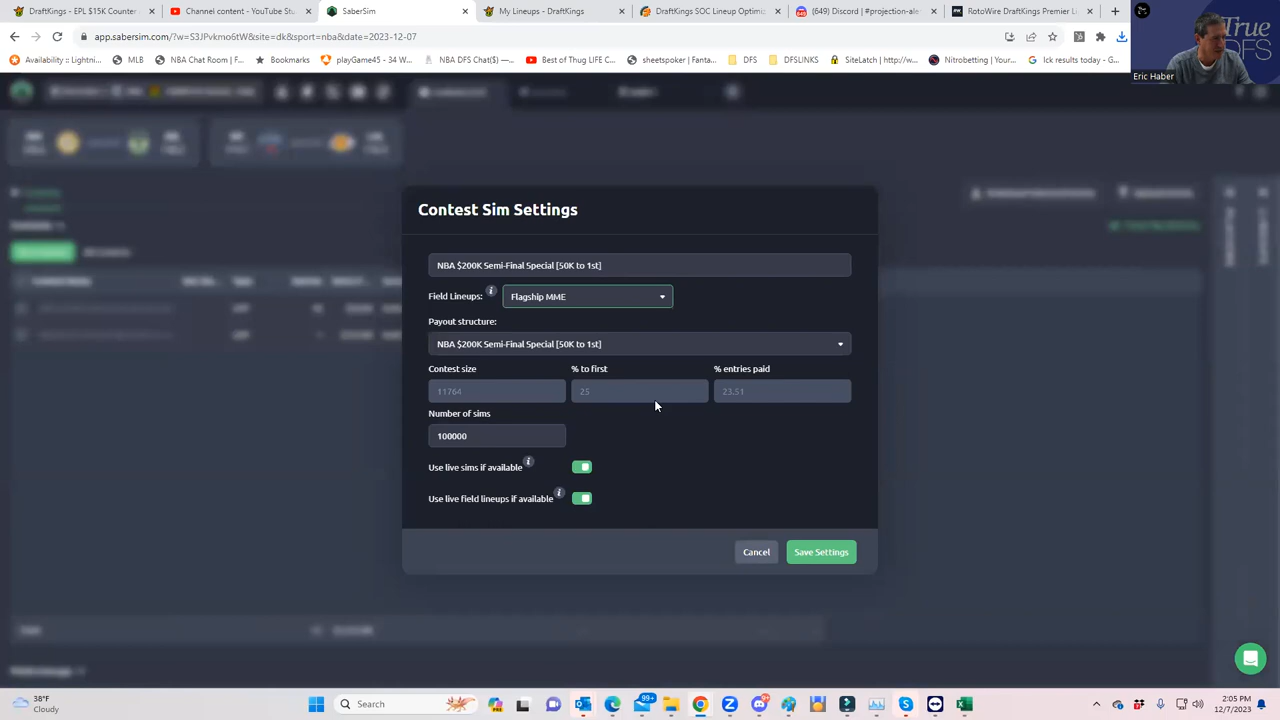 DraftKings - EPL $15K Counter
Channel content - YouTube Stu
SaberSim
My Lineups - DraftKings
DraftKings SOC Lineup Optimiz
(649) Discord | #projection-ale
RotoWire DraftKings Premier Li
True
DFS
Eric Haber
app.sabersim.com/?w=S3JPvkmo6tW&site=dk&sport=nba&date=2023-12-07
Auction Overview | Lightni...
MLB
NBA Chat Room | F...
Bookmarks
playGame45 - 34 W...
NBA DFS Chat($) —...
Best of Thug LIFE C...
sheetspoker | Fanta...
DFS
DFSLINKS
SiteLatch | http://w...
Nitrobetting | Your...
Ick results today - G...
Contest Sim Settings
NBA $200K Semi-Final Special [50K to 1st]
Field Lineups: i
Flagship MME
Payout structure:
NBA $200K Semi-Final Special [50K to 1st]
Contest size
% to first
% entries paid
11764
25
23.51
Number of sims
100000
Use live sims if available i
Use live field lineups if available i
Cancel
Save Settings
38°F
Cloudy
Search
99+
9+
2:05 PM
12/7/2023